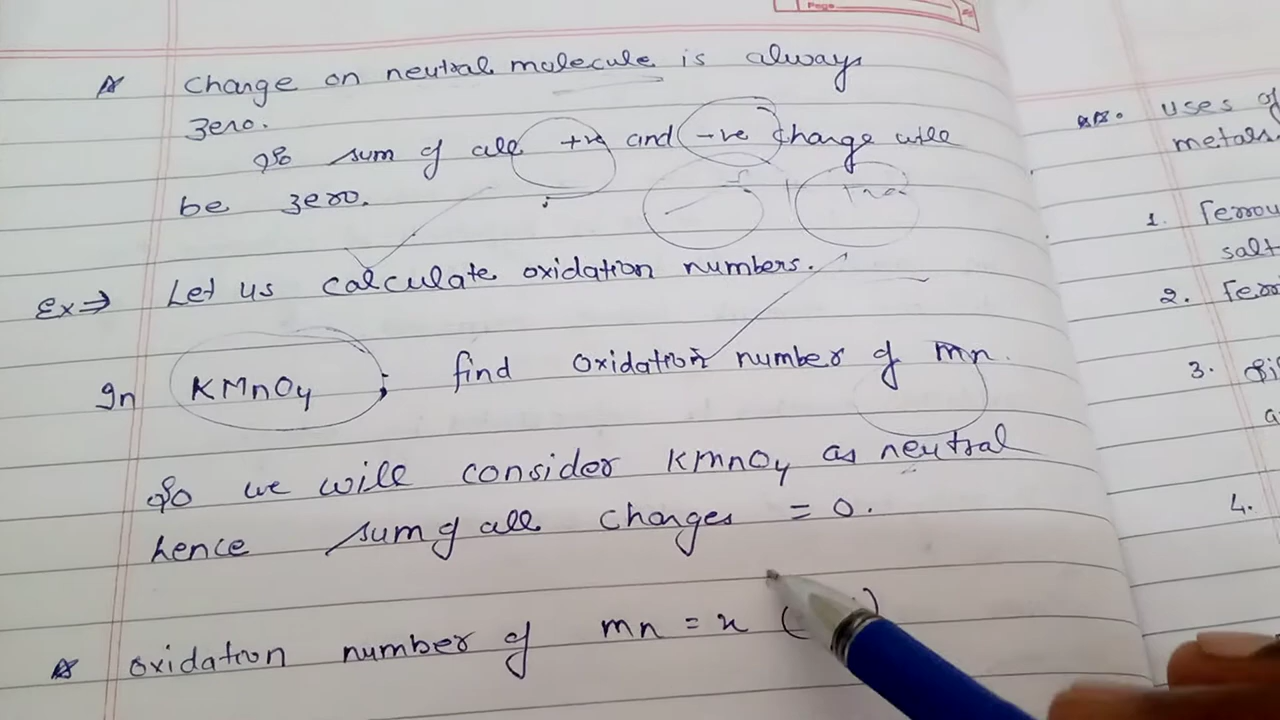 Page
Charge on neutral molecule is always
zero.
So sum of all +ve and -ve charge will
be zero.
Ex⇒ Let us calculate oxidation numbers.
In KMnO4; find oxidation number of mn.
So we will consider KMnO4 as neutral
hence sum of all charges = 0.
oxidation number of mn = x (
)
uses of
metals
1. Ferrou
salt
2. Ferr
3.
4.